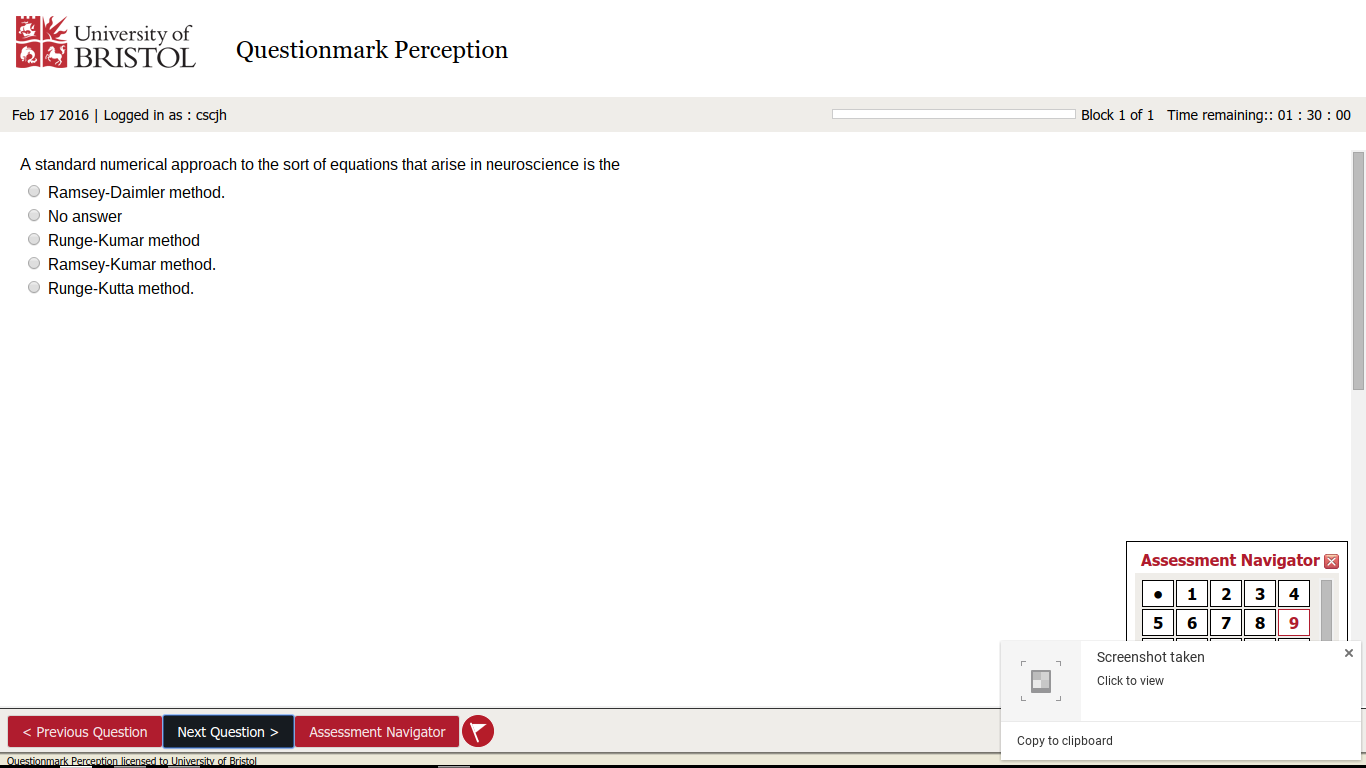 University of
BRISTOL
Questionmark Perception
Feb 17 2016 | Logged in as : cscjh
Block 1 of 1 Time remaining:: 01 : 30 : 00
A standard numerical approach to the sort of equations that arise in neuroscience is the
Ramsey-Daimler method.
No answer
Runge-Kumar method
Ramsey-Kumar method.
Runge-Kutta method.
Assessment Navigator
● 1 2 3 4
5 6 7 8 9
Screenshot taken
Click to view
Copy to clipboard
< Previous Question Next Question > Assessment Navigator
Questionmark Perception licensed to University of Bristol